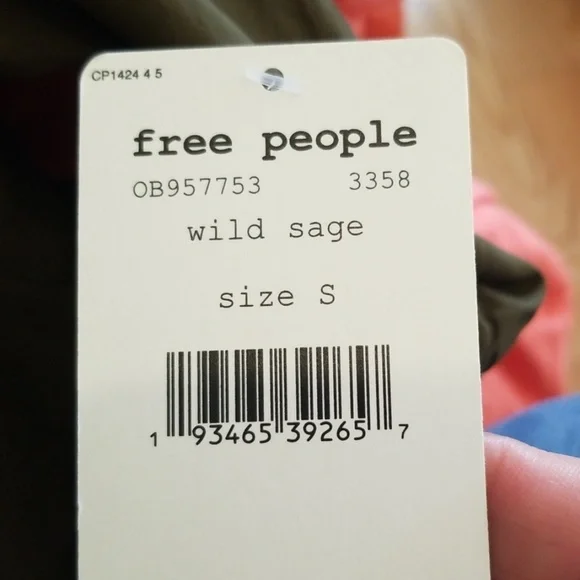 CP1424 4 5
free people
OB957753 3358
wild sage
size S
1 93465 39265 7